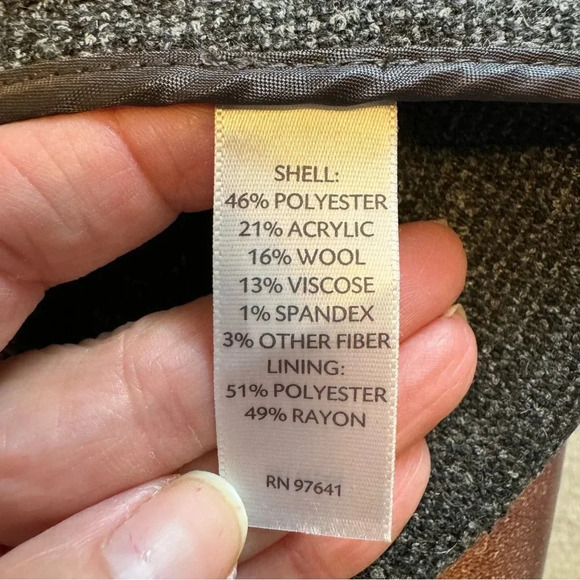 SHELL:
46% POLYESTER
21% ACRYLIC
16% WOOL
13% VISCOSE
1% SPANDEX
3% OTHER FIBER
LINING:
51% POLYESTER
49% RAYON
RN 97641